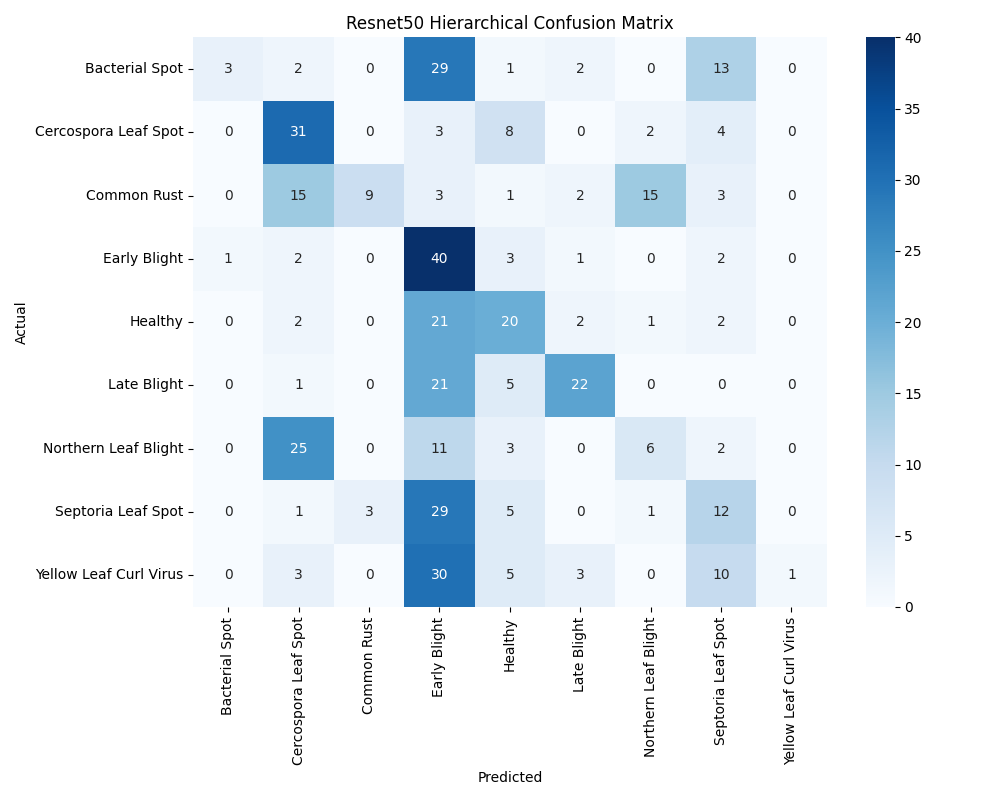 Resnet50 Hierarchical Confusion Matrix
Actual
Bacterial Spot 3 2 0 29 1 2 0 13 0
Cercospora Leaf Spot 0 31 0 3 8 0 2 4 0
Common Rust 0 15 9 3 1 2 15 3 0
Early Blight 1 2 0 40 3 1 0 2 0
Healthy 0 2 0 21 20 2 1 2 0
Late Blight 0 1 0 21 5 22 0 0 0
Northern Leaf Blight 0 25 0 11 3 0 6 2 0
Septoria Leaf Spot 0 1 3 29 5 0 1 12 0
Yellow Leaf Curl Virus 0 3 0 30 5 3 0 10 1
Bacterial Spot
Cercospora Leaf Spot
Common Rust
Early Blight
Healthy
Late Blight
Northern Leaf Blight
Septoria Leaf Spot
Yellow Leaf Curl Virus
Predicted
40
35
30
25
20
15
10
5
0